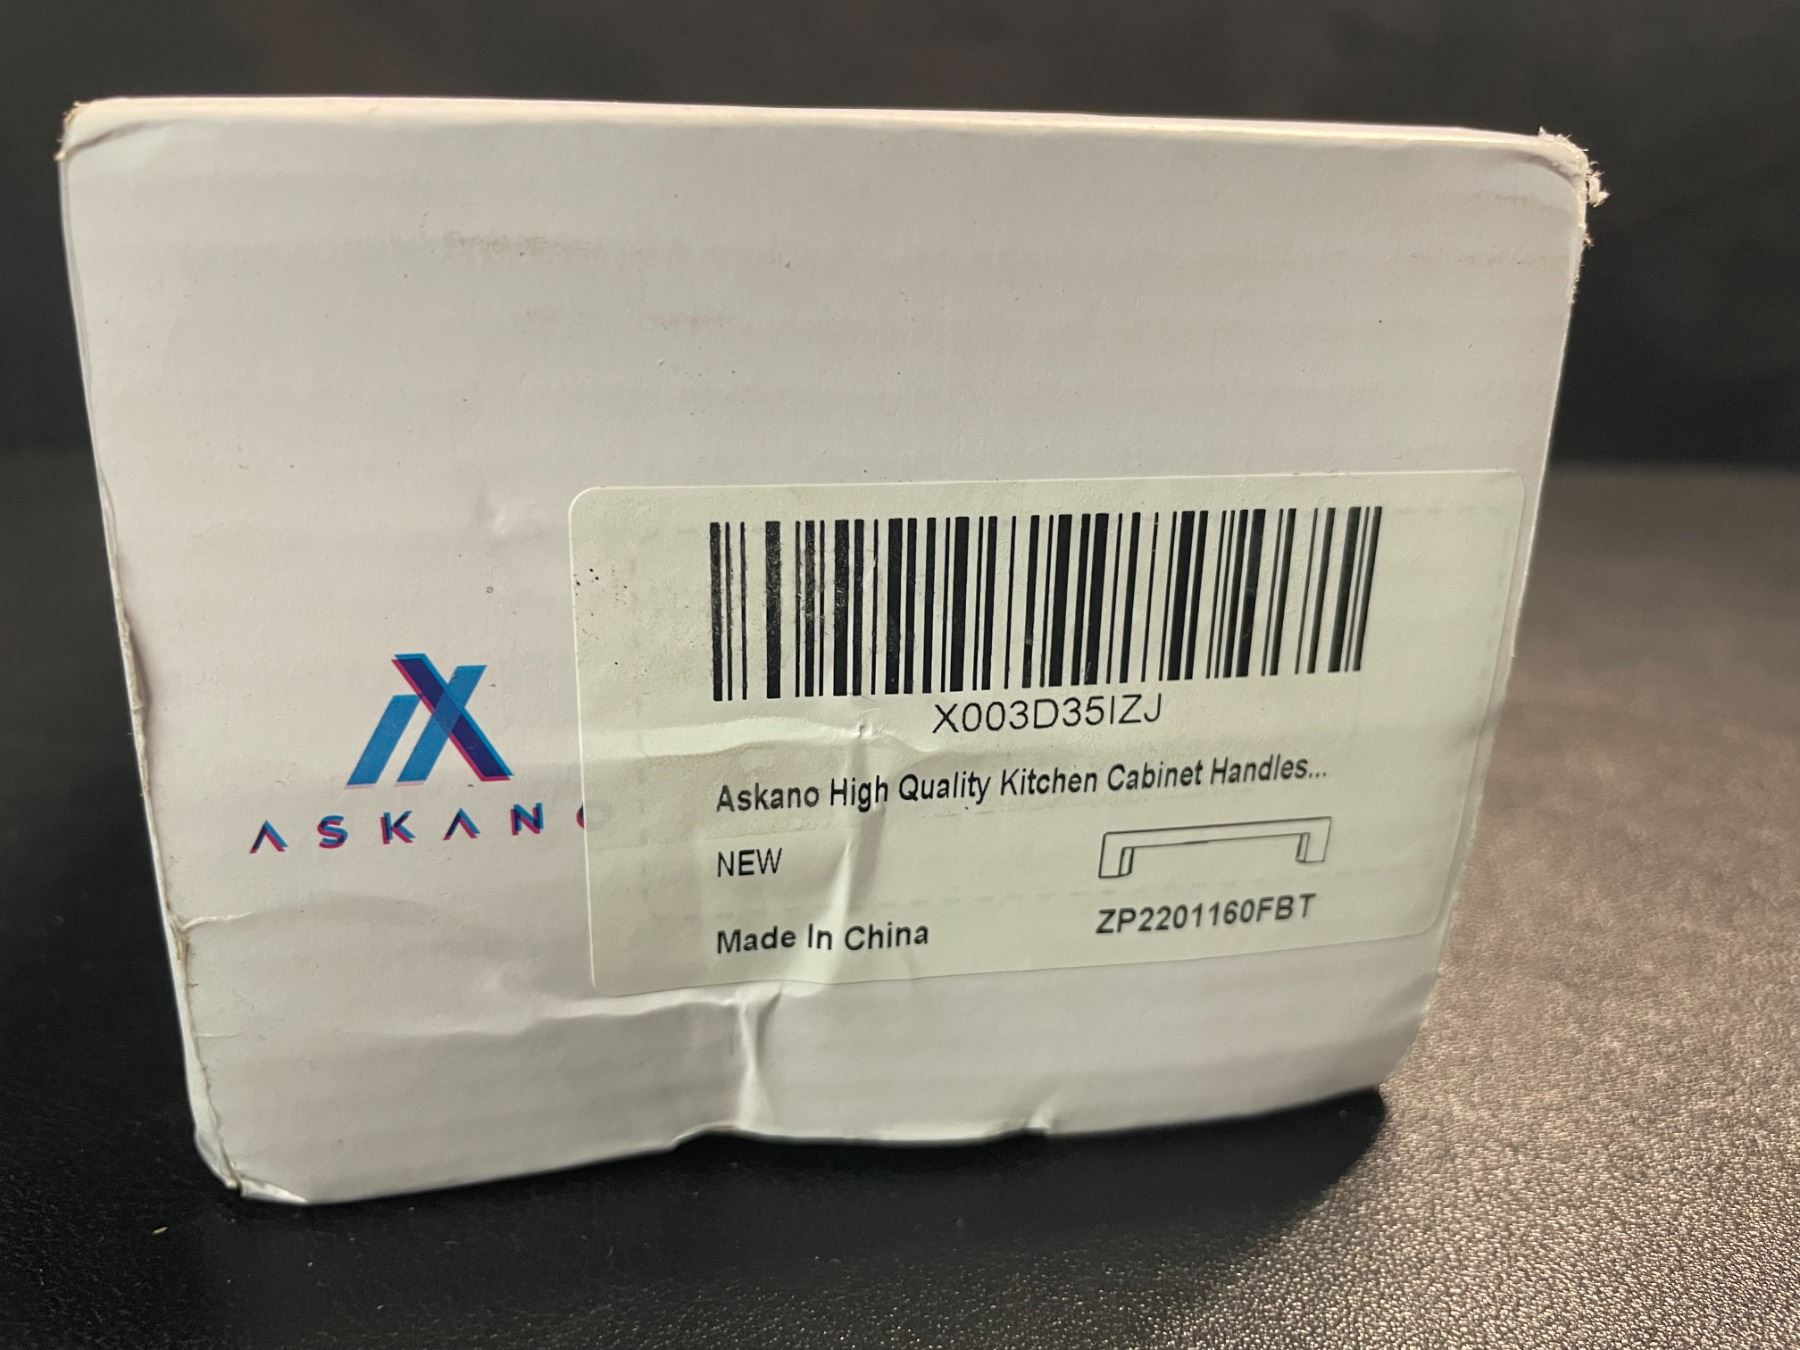 X003D35IZJ
Askano High Quality Kitchen Cabinet Handles...
NEW
Made In China
ZP2201160FBT
ASKANO